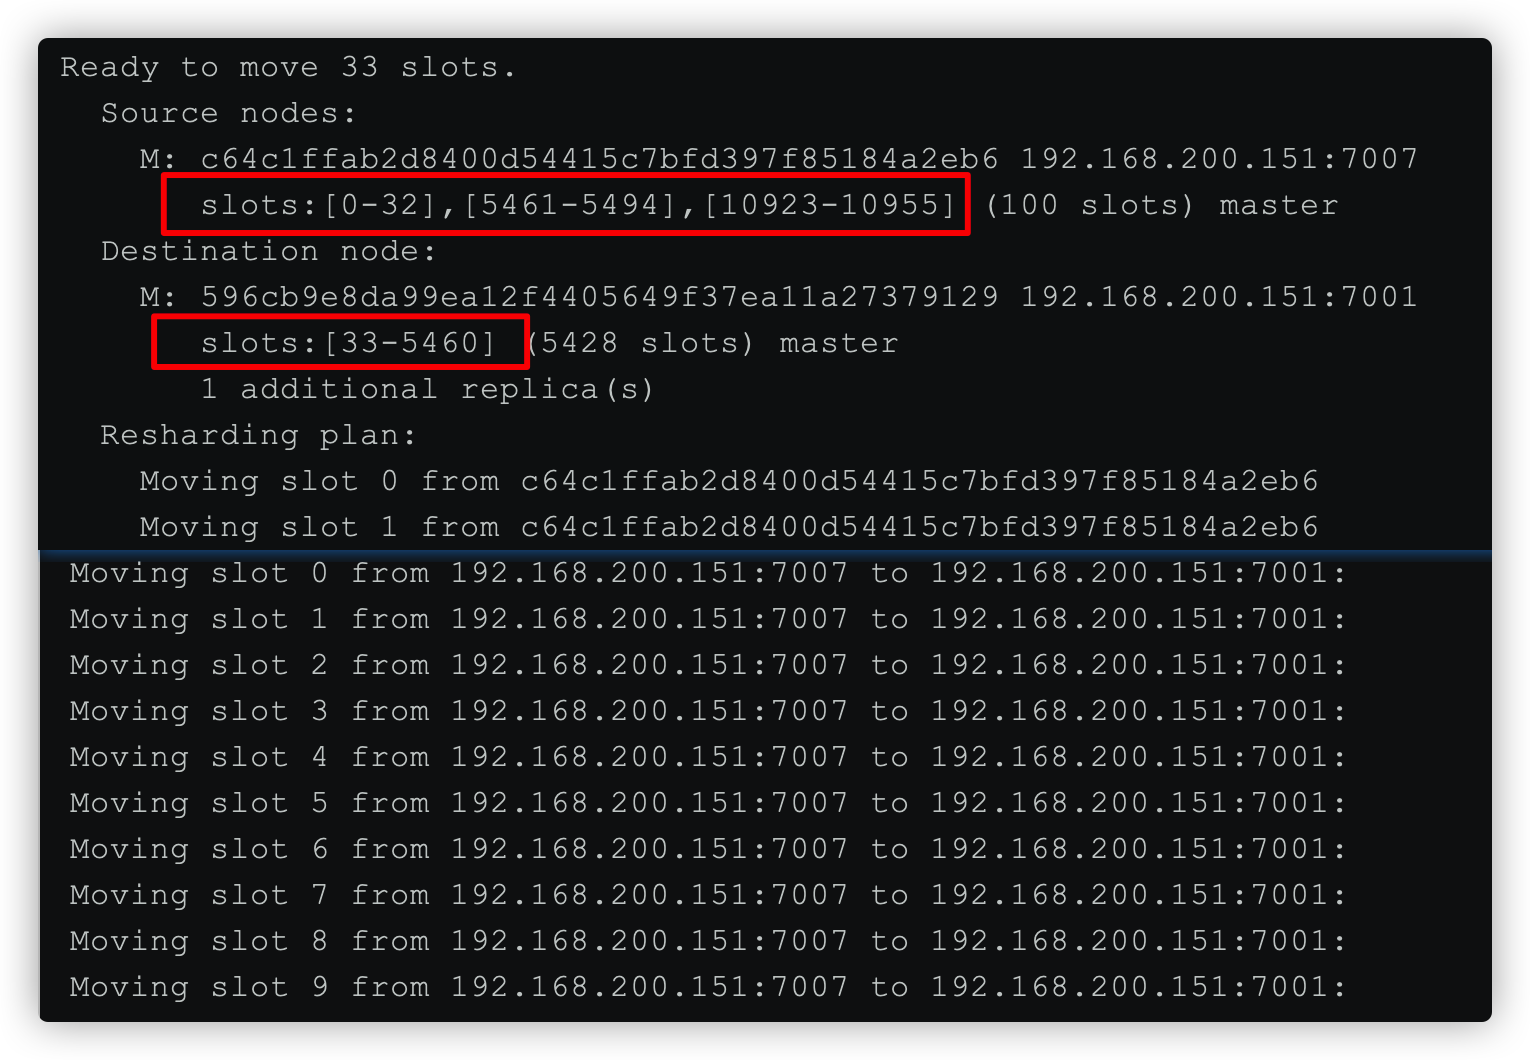 Ready to move 33 slots.
Source nodes:
M: c64c1ffab2d8400d54415c7bfd397f85184a2eb6 192.168.200.151:7007
slots:[0-32],[5461-5494],[10923-10955] (100 slots) master
Destination node:
M: 596cb9e8da99ea12f4405649f37ea11a27379129 192.168.200.151:7001
slots:[33-5460] (5428 slots) master
1 additional replica(s)
Resharding plan:
Moving slot 0 from c64c1ffab2d8400d54415c7bfd397f85184a2eb6
Moving slot 1 from c64c1ffab2d8400d54415c7bfd397f85184a2eb6
Moving slot 0 from 192.168.200.151:7007 to 192.168.200.151:7001:
Moving slot 1 from 192.168.200.151:7007 to 192.168.200.151:7001:
Moving slot 2 from 192.168.200.151:7007 to 192.168.200.151:7001:
Moving slot 3 from 192.168.200.151:7007 to 192.168.200.151:7001:
Moving slot 4 from 192.168.200.151:7007 to 192.168.200.151:7001:
Moving slot 5 from 192.168.200.151:7007 to 192.168.200.151:7001:
Moving slot 6 from 192.168.200.151:7007 to 192.168.200.151:7001:
Moving slot 7 from 192.168.200.151:7007 to 192.168.200.151:7001:
Moving slot 8 from 192.168.200.151:7007 to 192.168.200.151:7001:
Moving slot 9 from 192.168.200.151:7007 to 192.168.200.151:7001: